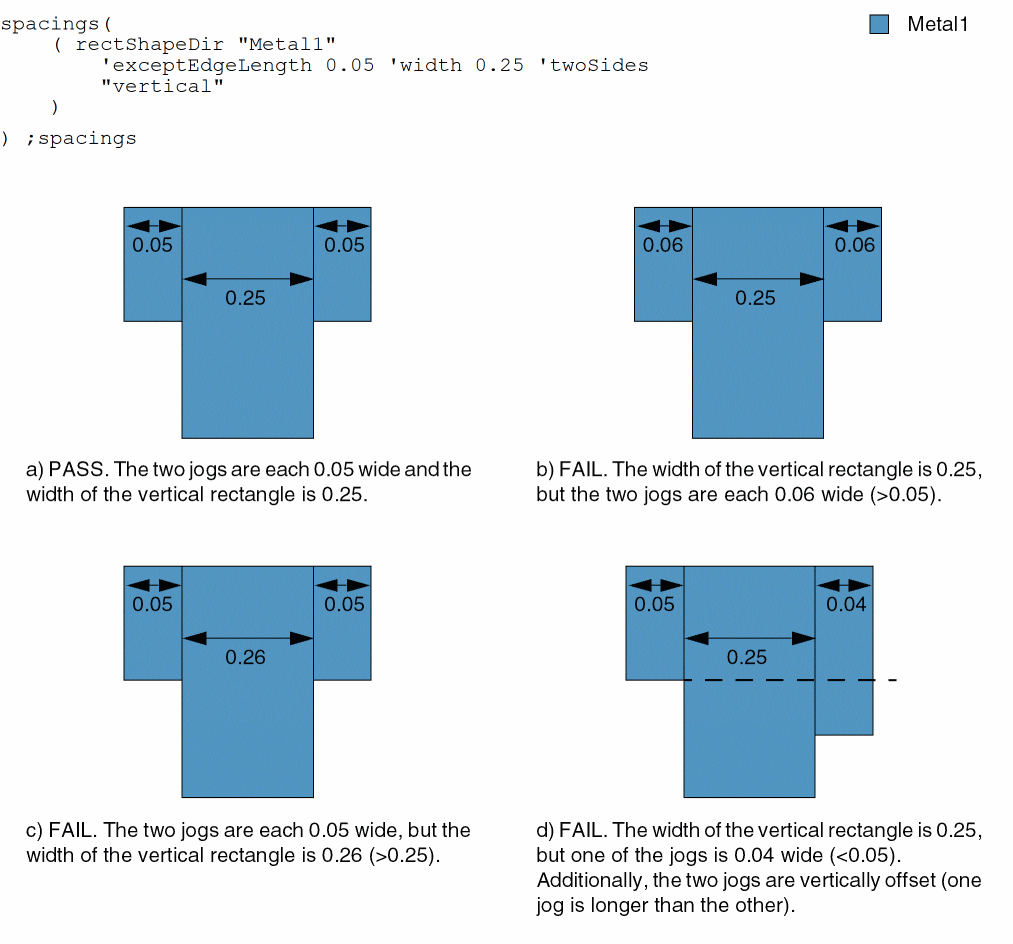 spacings(
( rectShapeDir "Metal1"
'exceptEdgeLength 0.05 'width 0.25 'twoSides
"vertical"
)
) ;spacings
Metal1
0.05
0.05
0.25
0.06
0.06
0.25
a) PASS. The two jogs are each 0.05 wide and the
width of the vertical rectangle is 0.25.
b) FAIL. The width of the vertical rectangle is 0.25,
but the two jogs are each 0.06 wide (>0.05).
0.05
0.05
0.26
0.05
0.04
0.25
c) FAIL. The two jogs are each 0.05 wide, but the
width of the vertical rectangle is 0.26 (>0.25).
d) FAIL. The width of the vertical rectangle is 0.25,
but one of the jogs is 0.04 wide (<0.05).
Additionally, the two jogs are vertically offset (one
jog is longer than the other).